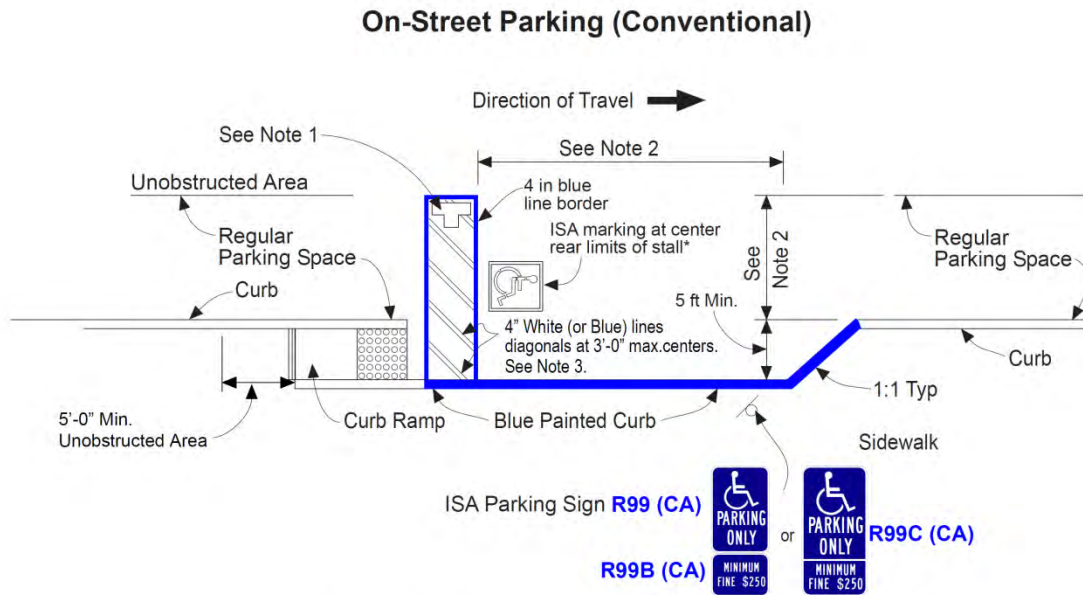 On-Street Parking (Conventional)
Direction of Travel
See Note 1
See Note 2
Unobstructed Area
4 in blue
line border
ISA marking at center
rear limits of stall*
Regular
Parking Space
See
Note 2
Regular
Parking Space
Curb
5 ft Min.
4" White (or Blue) lines
diagonals at 3'-0" max.centers.
See Note 3.
Curb
1:1 Typ
5'-0" Min.
Unobstructed Area
Curb Ramp
Blue Painted Curb
Sidewalk
ISA Parking Sign R99 (CA)
PARKING
ONLY
or
PARKING
ONLY
R99C (CA)
R99B (CA)
MINIMUM
FINE $250
MINIMUM
FINE $250